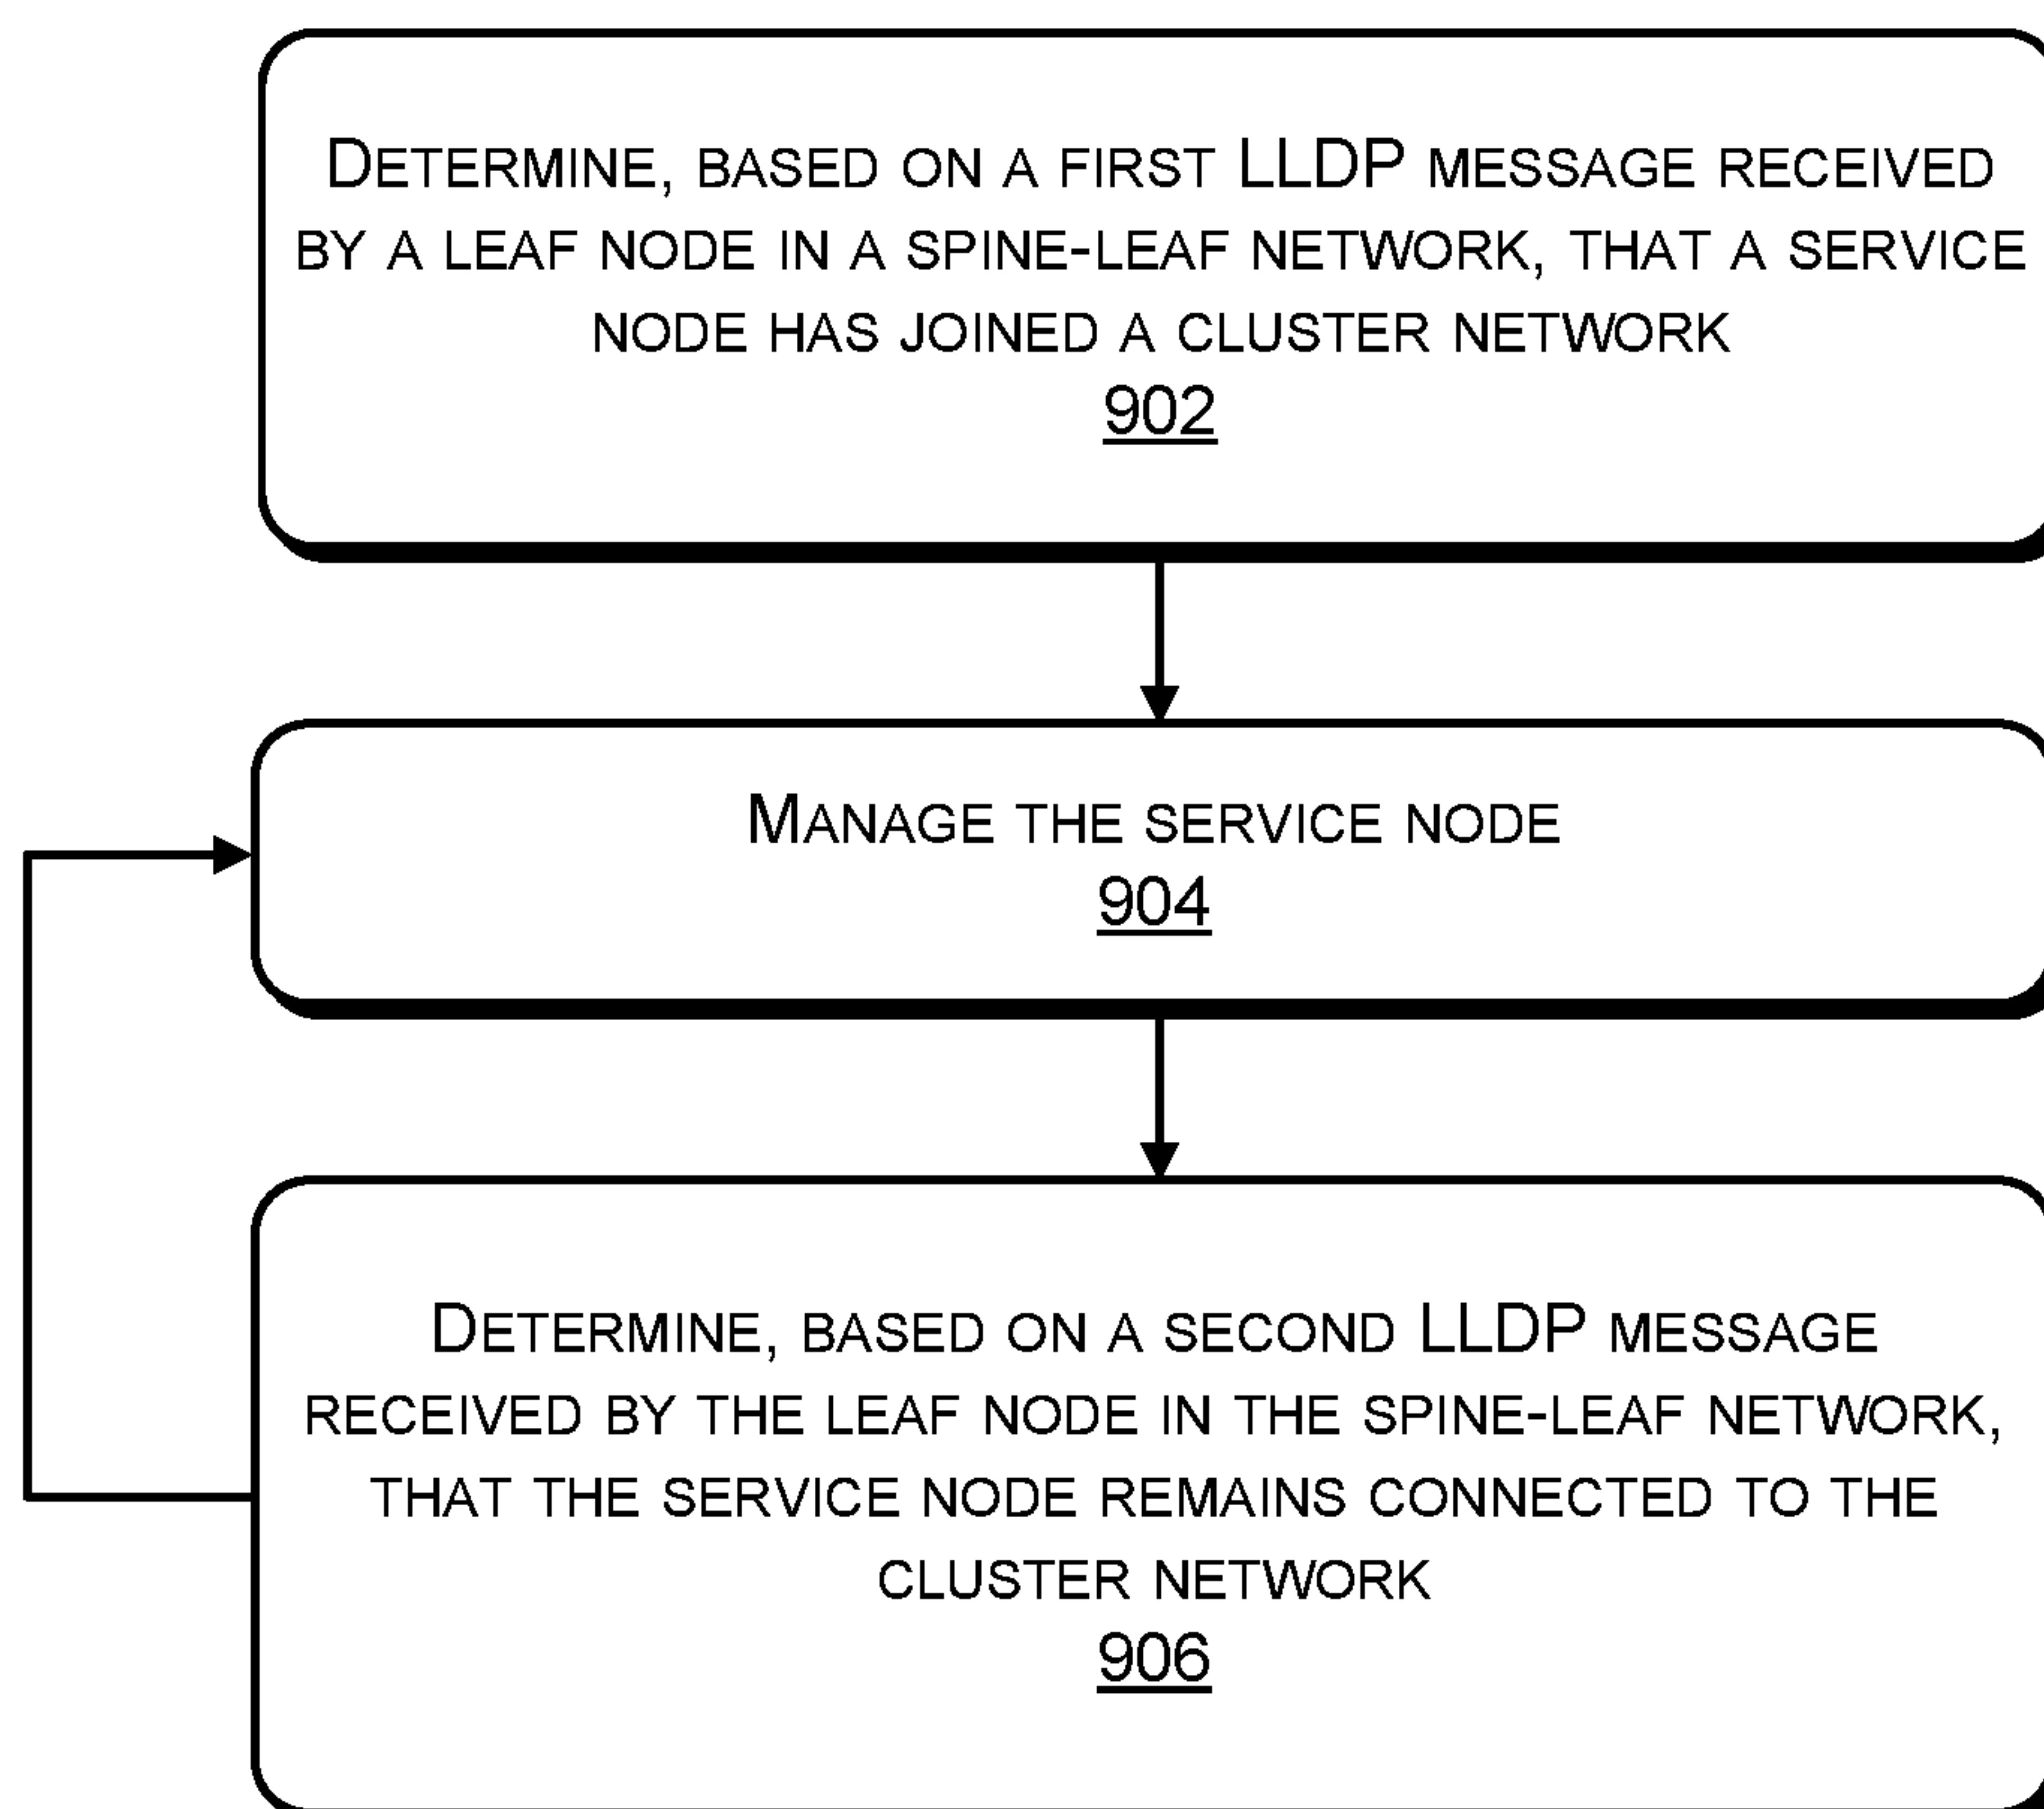 DETERMINE, BASED ON A FIRST LLDP MESSAGE RECEIVED
BY A LEAF NODE IN A SPINE-LEAF NETWORK, THAT A SERVICE
NODE HAS JOINED A CLUSTER NETWORK
902
MANAGE THE SERVICE NODE
904
DETERMINE, BASED ON A SECOND LLDP MESSAGE
RECEIVED BY THE LEAF NODE IN THE SPINE-LEAF NETWORK,
THAT THE SERVICE NODE REMAINS CONNECTED TO THE
CLUSTER NETWORK
906